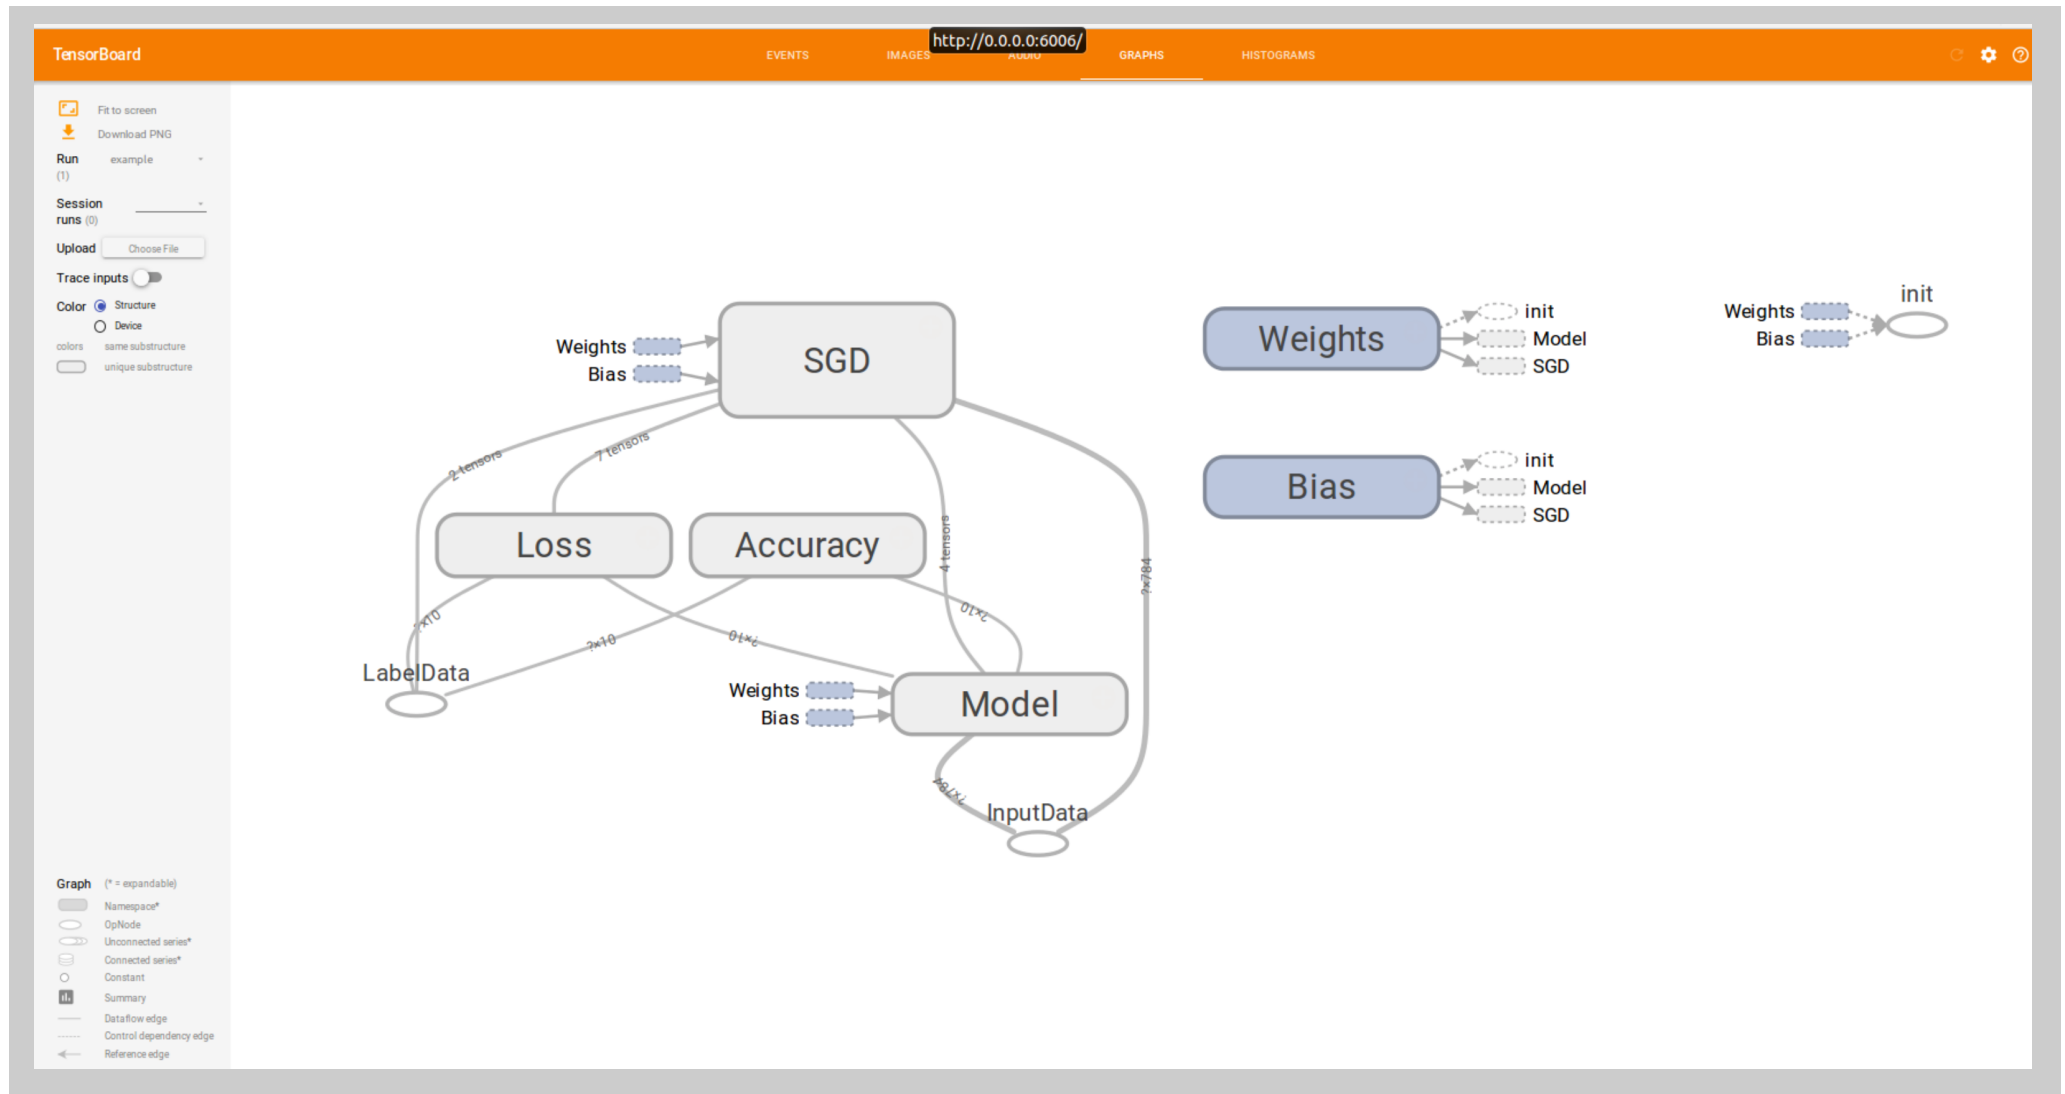 http://0.0.0.0:6006/
TensorBoard
EVENTS
IMAGES
AUDIO
GRAPHS
HISTOGRAMS
Fit to screen
Download PNG
Run
(1)
example
Session
runs (0)
Upload
Choose File
Trace inputs
Color
Structure
Device
colors
same substructure
unique substructure
Weights
Bias
SGD
2 tensors
7 tensors
Loss
Accuracy
4 tensors
?×784
?×10
?×10
?×10
?×10
LabelData
Weights
Bias
Model
?×784
InputData
Weights
init
Model
SGD
Bias
init
Model
SGD
init
Weights
Bias
Graph
(* = expandable)
Namespace*
OpNode
Unconnected series*
Connected series*
Constant
Summary
Dataflow edge
Control dependency edge
Reference edge